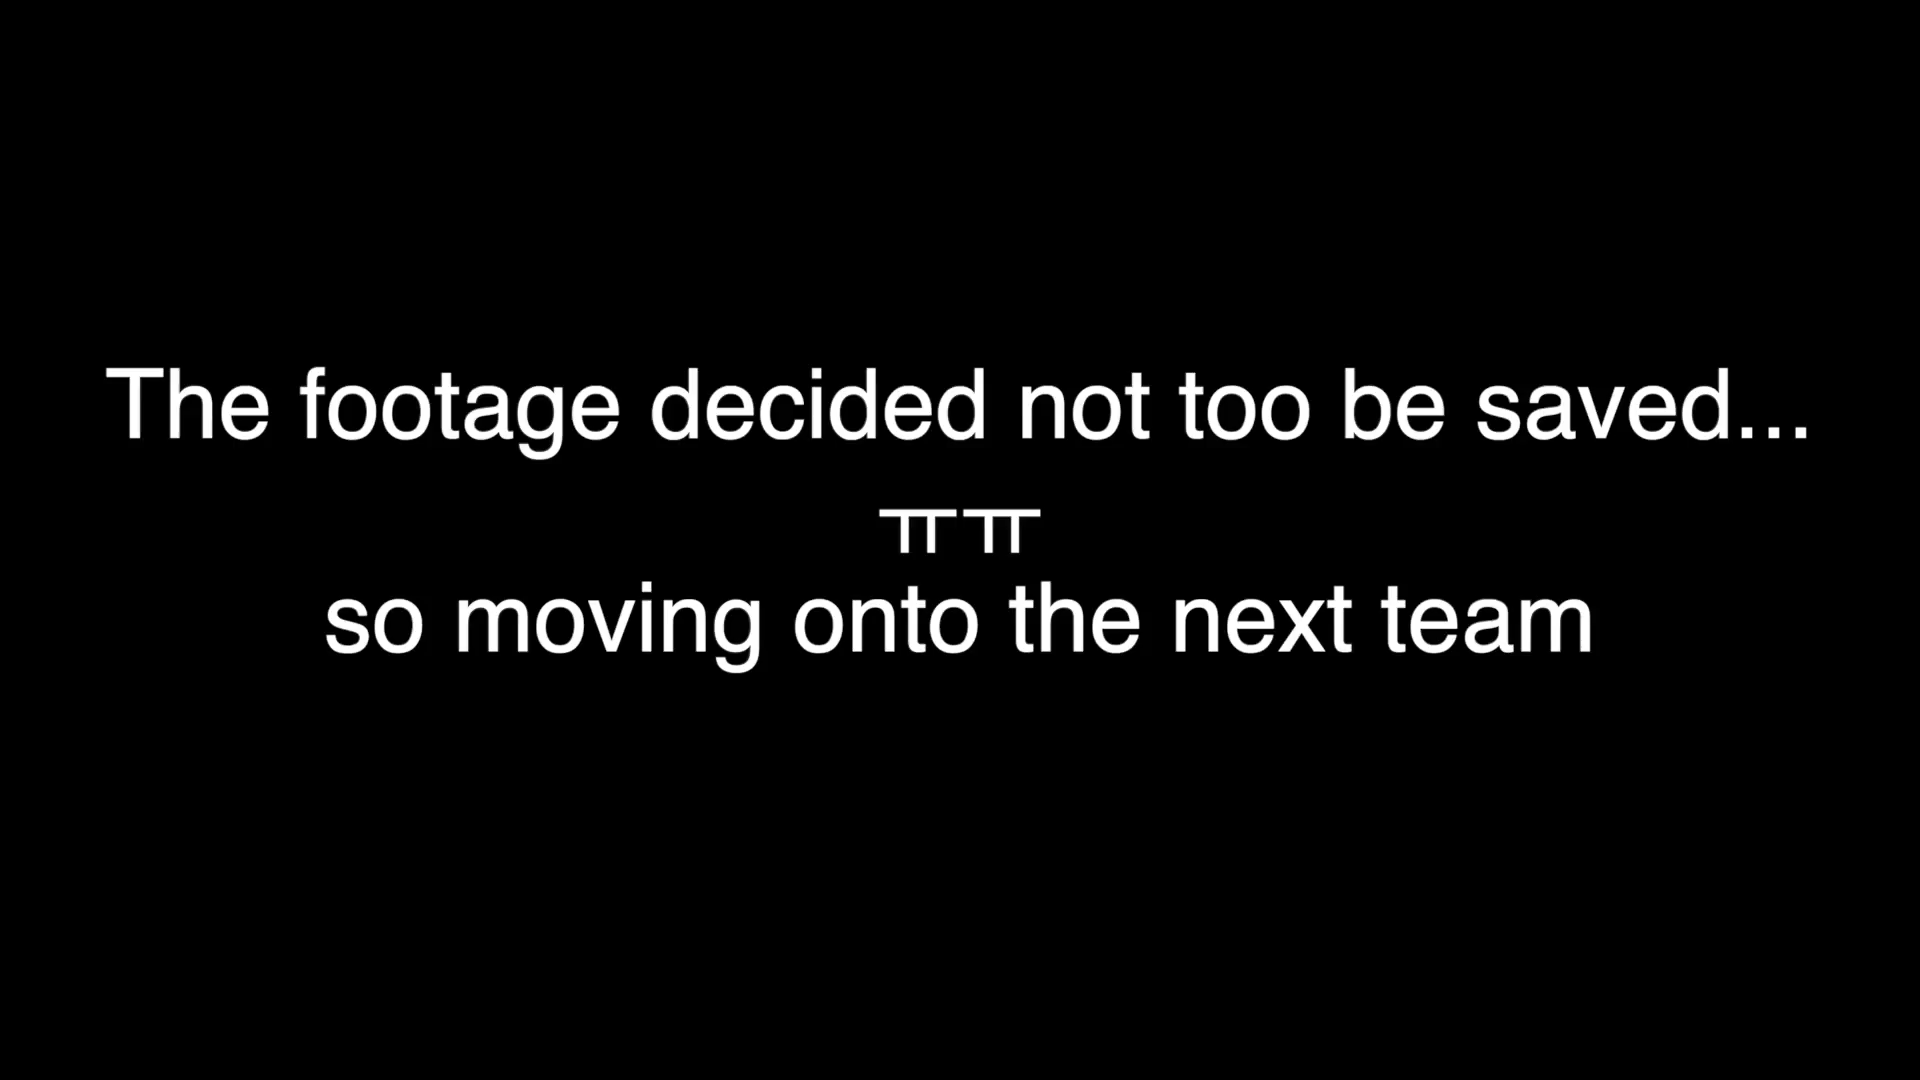 The footage decided not too be saved...
ㅠㅠ
so moving onto the next team